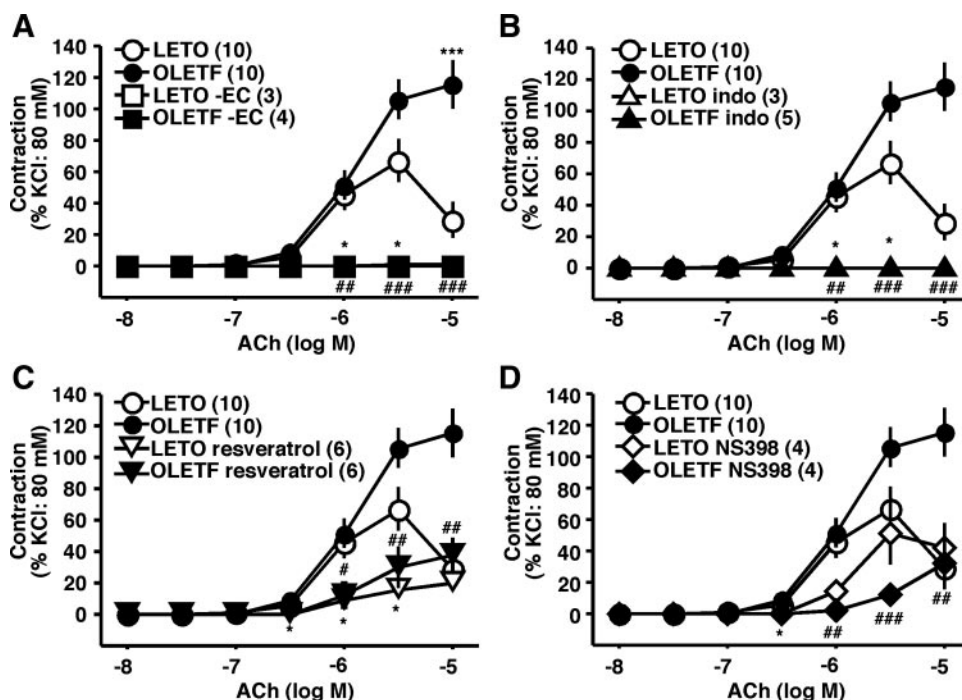 A
140
120
100
80
60
40
20
0
Contraction
(% KCl: 80 mM)
LETO (10)
OLETF (10)
LETO -EC (3)
OLETF -EC (4)
***
* *
## ### ###
-8 -7 -6 -5
ACh (log M)
B
140
120
100
80
60
40
20
0
Contraction
(% KCl: 80 mM)
LETO (10)
OLETF (10)
LETO indo (3)
OLETF indo (5)
* *
## ### ###
-8 -7 -6 -5
ACh (log M)
C
140
120
100
80
60
40
20
0
Contraction
(% KCl: 80 mM)
LETO (10)
OLETF (10)
LETO resveratrol (6)
OLETF resveratrol (6)
##
##
#
* * *
-8 -7 -6 -5
ACh (log M)
D
140
120
100
80
60
40
20
0
Contraction
(% KCl: 80 mM)
LETO (10)
OLETF (10)
LETO NS398 (4)
OLETF NS398 (4)
* ## ### ##
-8 -7 -6 -5
ACh (log M)